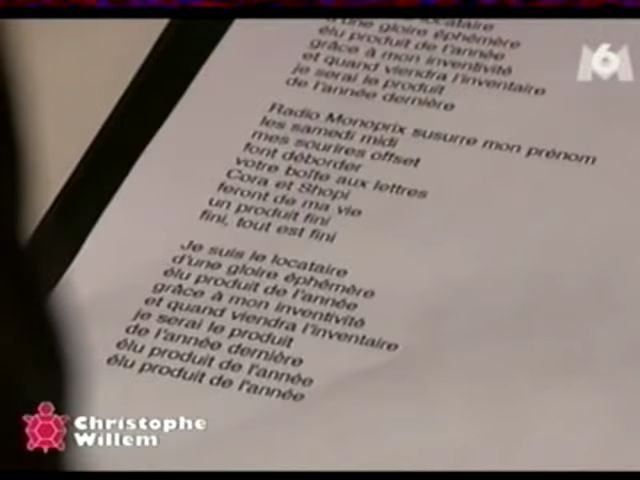 locataire
d'une gloire éphémère
élu produit de l'année
grâce à mon inventivité
et quand viendra l'inventaire
je serai le produit
de l'année dernière
Radio Monoprix susurre mon prénom
les samedi midi
mes sourires offset
font déborder
votre boîte aux lettres
Cora et Shopi
feront de ma vie
un produit fini
fini, tout est fini
Je suis le locataire
d'une gloire éphémère
élu produit de l'année
grâce à mon inventivité
et quand viendra l'inventaire
je serai le produit
de l'année dernière
élu produit de l'année
élu produit de l'année
M6
Christophe
Willem